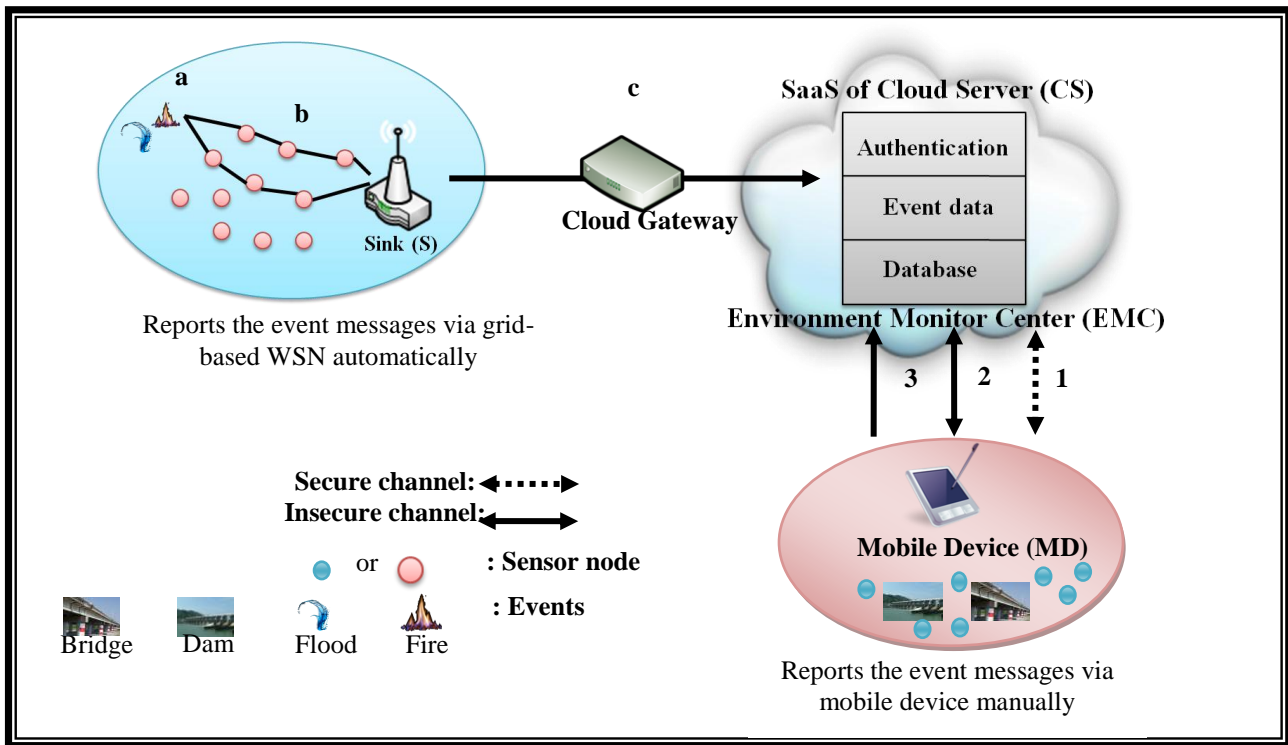 a
b
c
Sink (S)
Reports the event messages via grid-
based WSN automatically
Cloud Gateway
SaaS of Cloud Server (CS)
Authentication
Event data
Database
Environment Monitor Center (EMC)
3
2
1
Mobile Device (MD)
Reports the event messages via
mobile device manually
Secure channel:
Insecure channel:
or
: Sensor node
: Events
Bridge
Dam
Flood
Fire